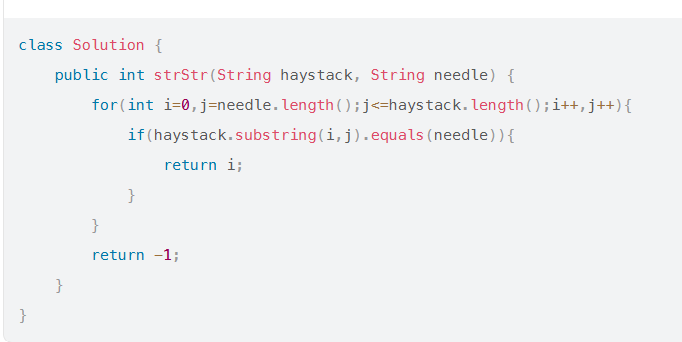 class Solution {
    public int strStr(String haystack, String needle) {
        for(int i=0,j=needle.length();j<=haystack.length();i++,j++){
            if(haystack.substring(i,j).equals(needle)){
                return i;
            }
        }
        return -1;
    }
}